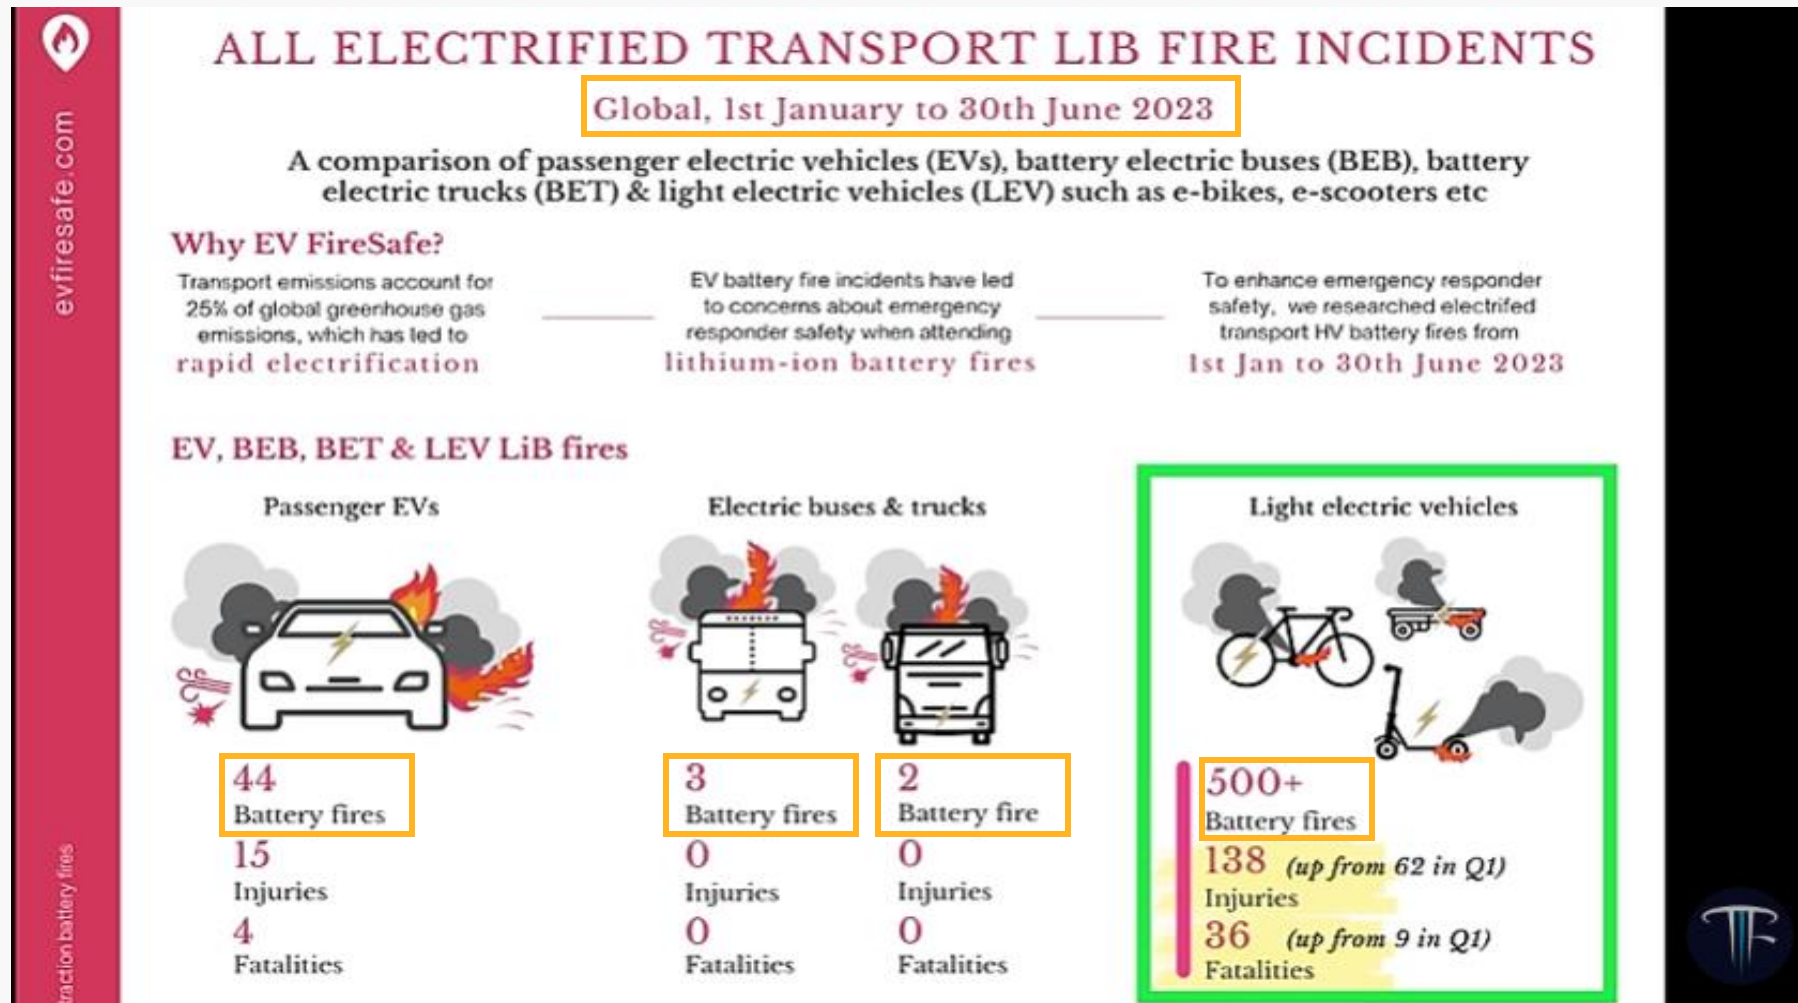 ALL ELECTRIFIED TRANSPORT LIB FIRE INCIDENTS
Global, 1st January to 30th June 2023
A comparison of passenger electric vehicles (EVs), battery electric buses (BEB), battery
electric trucks (BET) & light electric vehicles (LEV) such as e-bikes, e-scooters etc
evfiresafe.com
Why EV FireSafe?
Transport emissions account for
25% of global greenhouse gas
emissions, which has led to
rapid electrification
EV battery fire incidents have led
to concerns about emergency
responder safety when attending
lithium-ion battery fires
To enhance emergency responder
safety, we researched electrifed
transport HV battery fires from
1st Jan to 30th June 2023
EV, BEB, BET & LEV LiB fires
Passenger EVs
44
Battery fires
15
Injuries
4
Fatalities
Electric buses & trucks
3
Battery fires
0
Injuries
0
Fatalities
2
Battery fire
0
Injuries
0
Fatalities
Light electric vehicles
500+
Battery fires
138 (up from 62 in Q1)
Injuries
36 (up from 9 in Q1)
Fatalities
traction battery fires